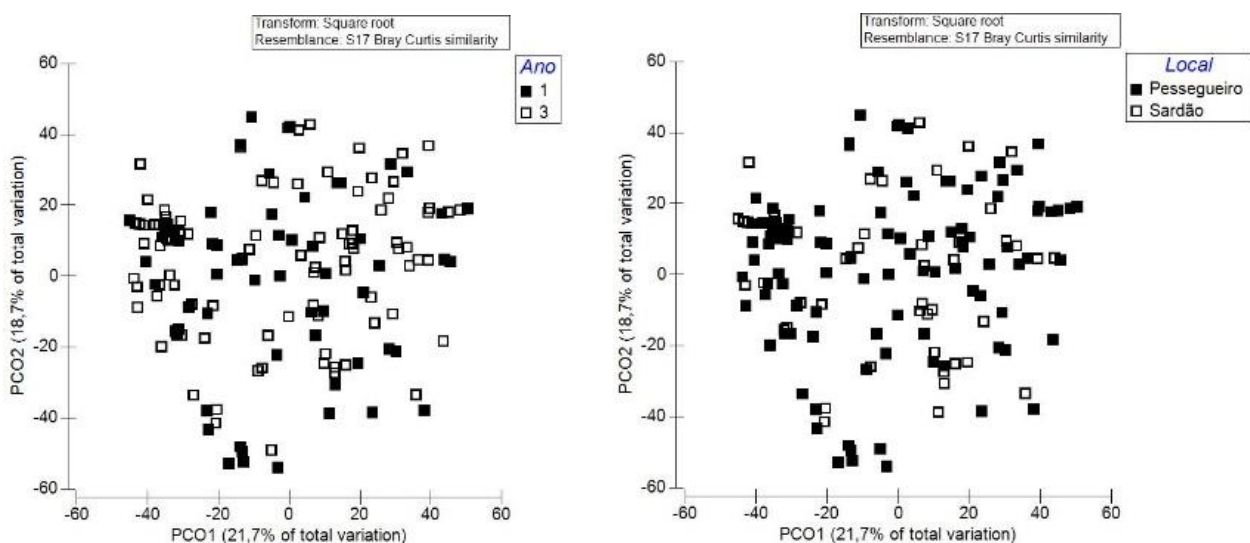 Transform: Square root
Resemblance: S17 Bray Curtis similarity
Ano
1
3
60
40
20
0
-20
-40
-60
PCO2 (18,7% of total variation)
-60
-40
-20
0
20
40
60
PCO1 (21,7% of total variation)
Transform: Square root
Resemblance: S17 Bray Curtis similarity
Local
Pessegueiro
Sardão
60
40
20
0
-20
-40
-60
PCO2 (18,7% of total variation)
-60
-40
-20
0
20
40
60
PCO1 (21,7% of total variation)